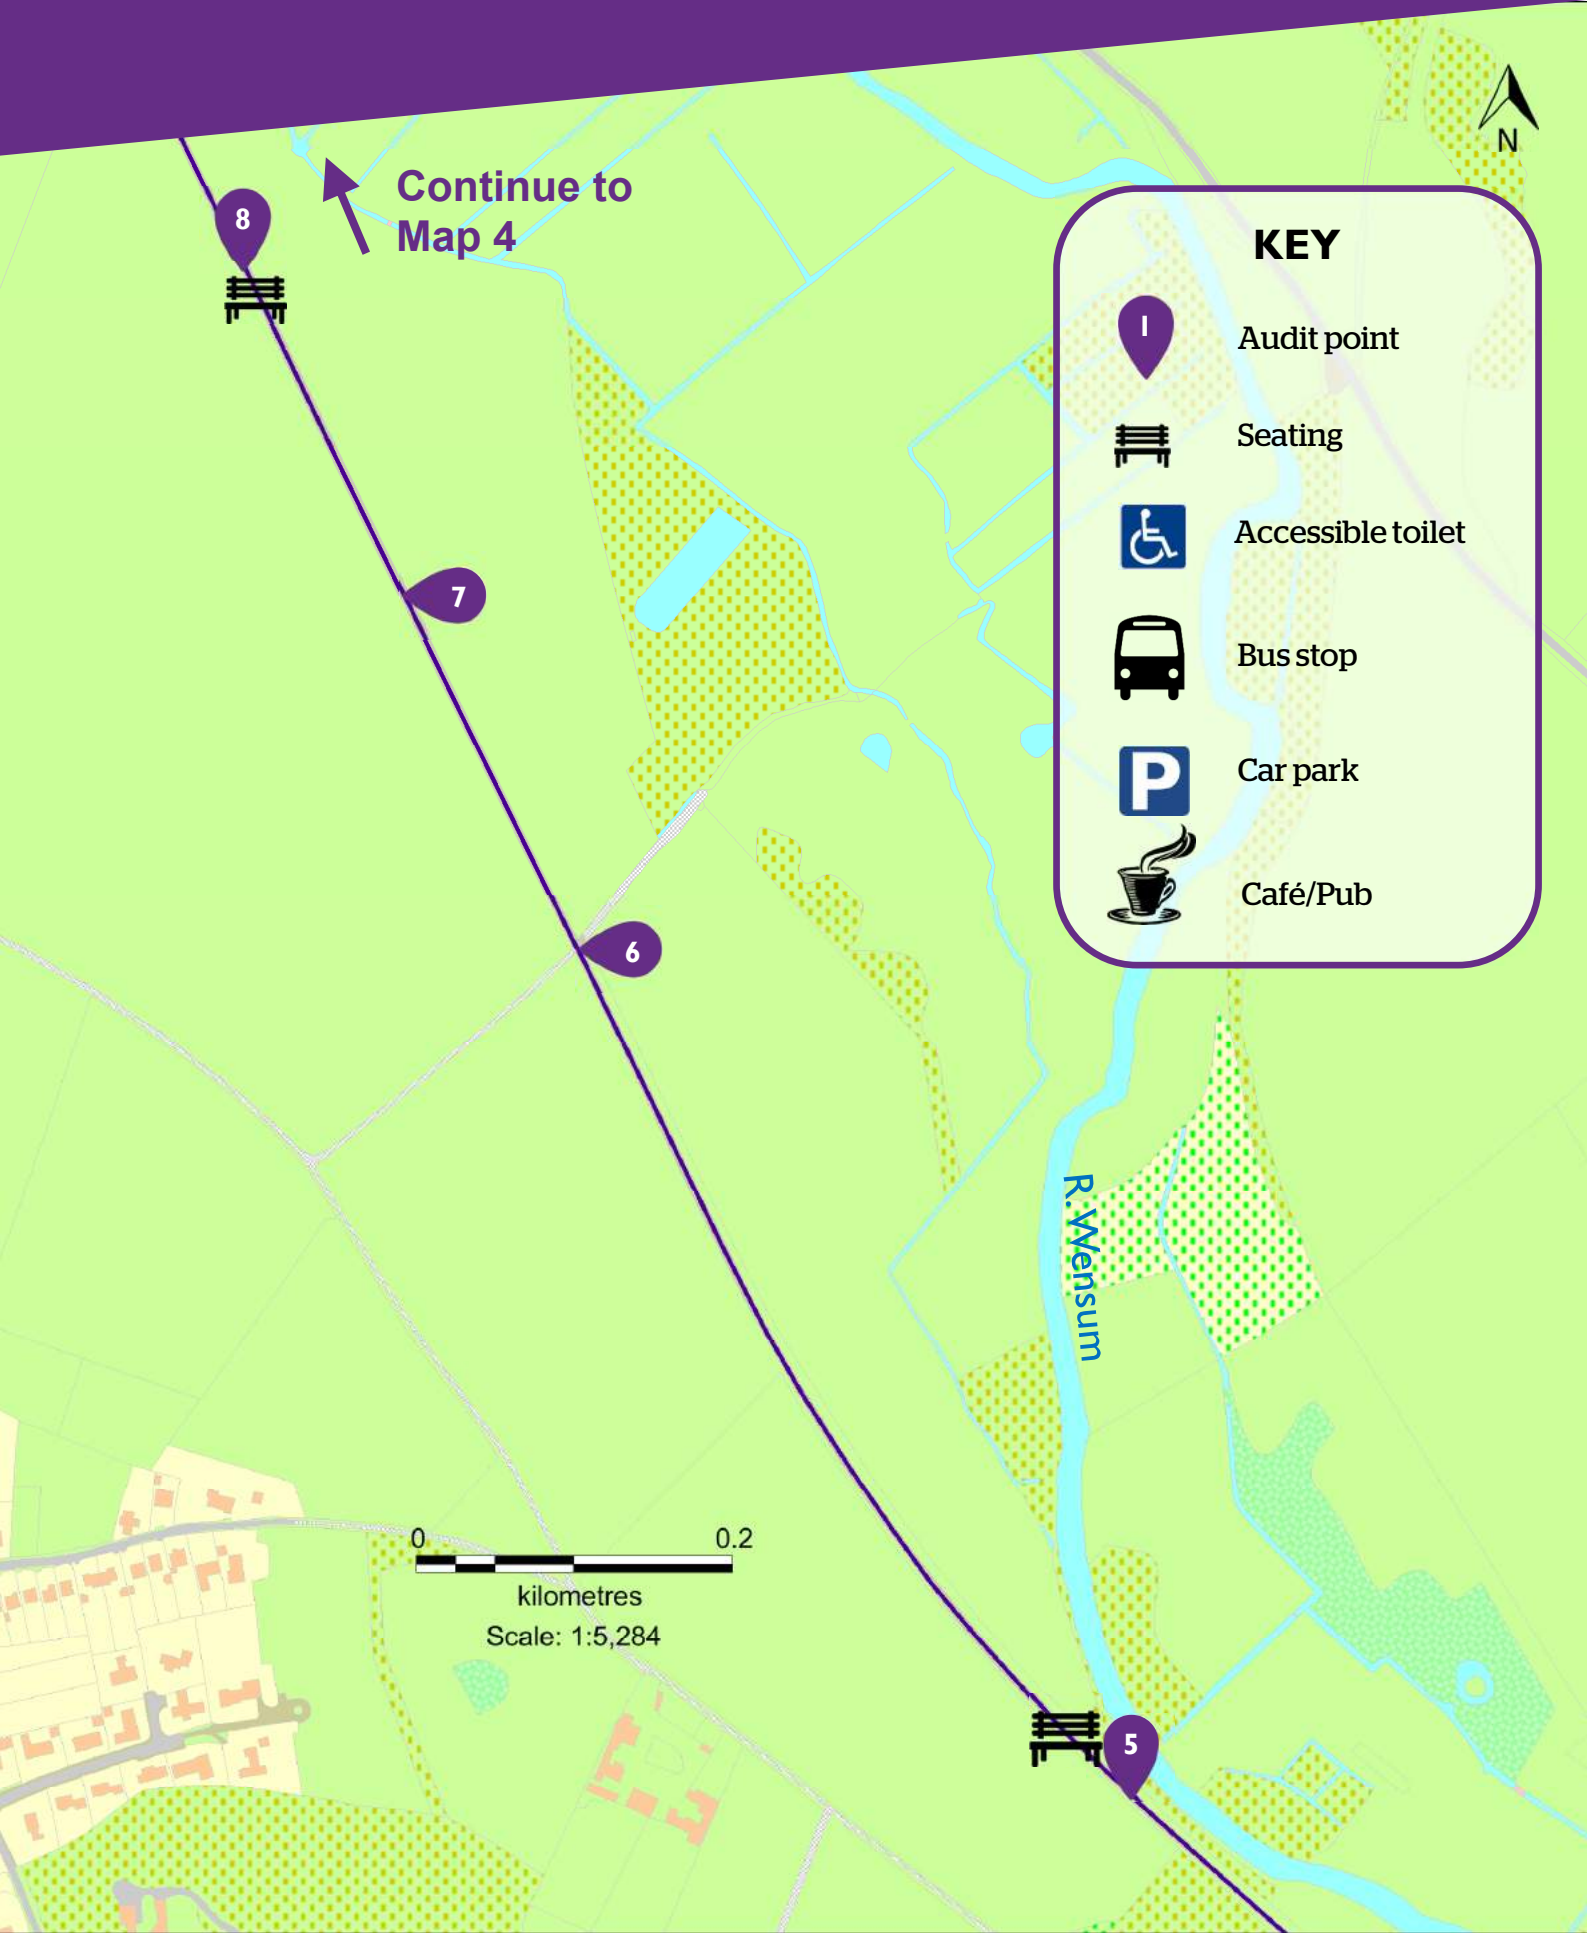 N
Continue to
Map 4
8
KEY
1
Audit point
Seating
Accessible toilet
Bus stop
P
Car park
Café/Pub
7
6
R. Wensum
0 0.2
kilometres
Scale: 1:5,284
5